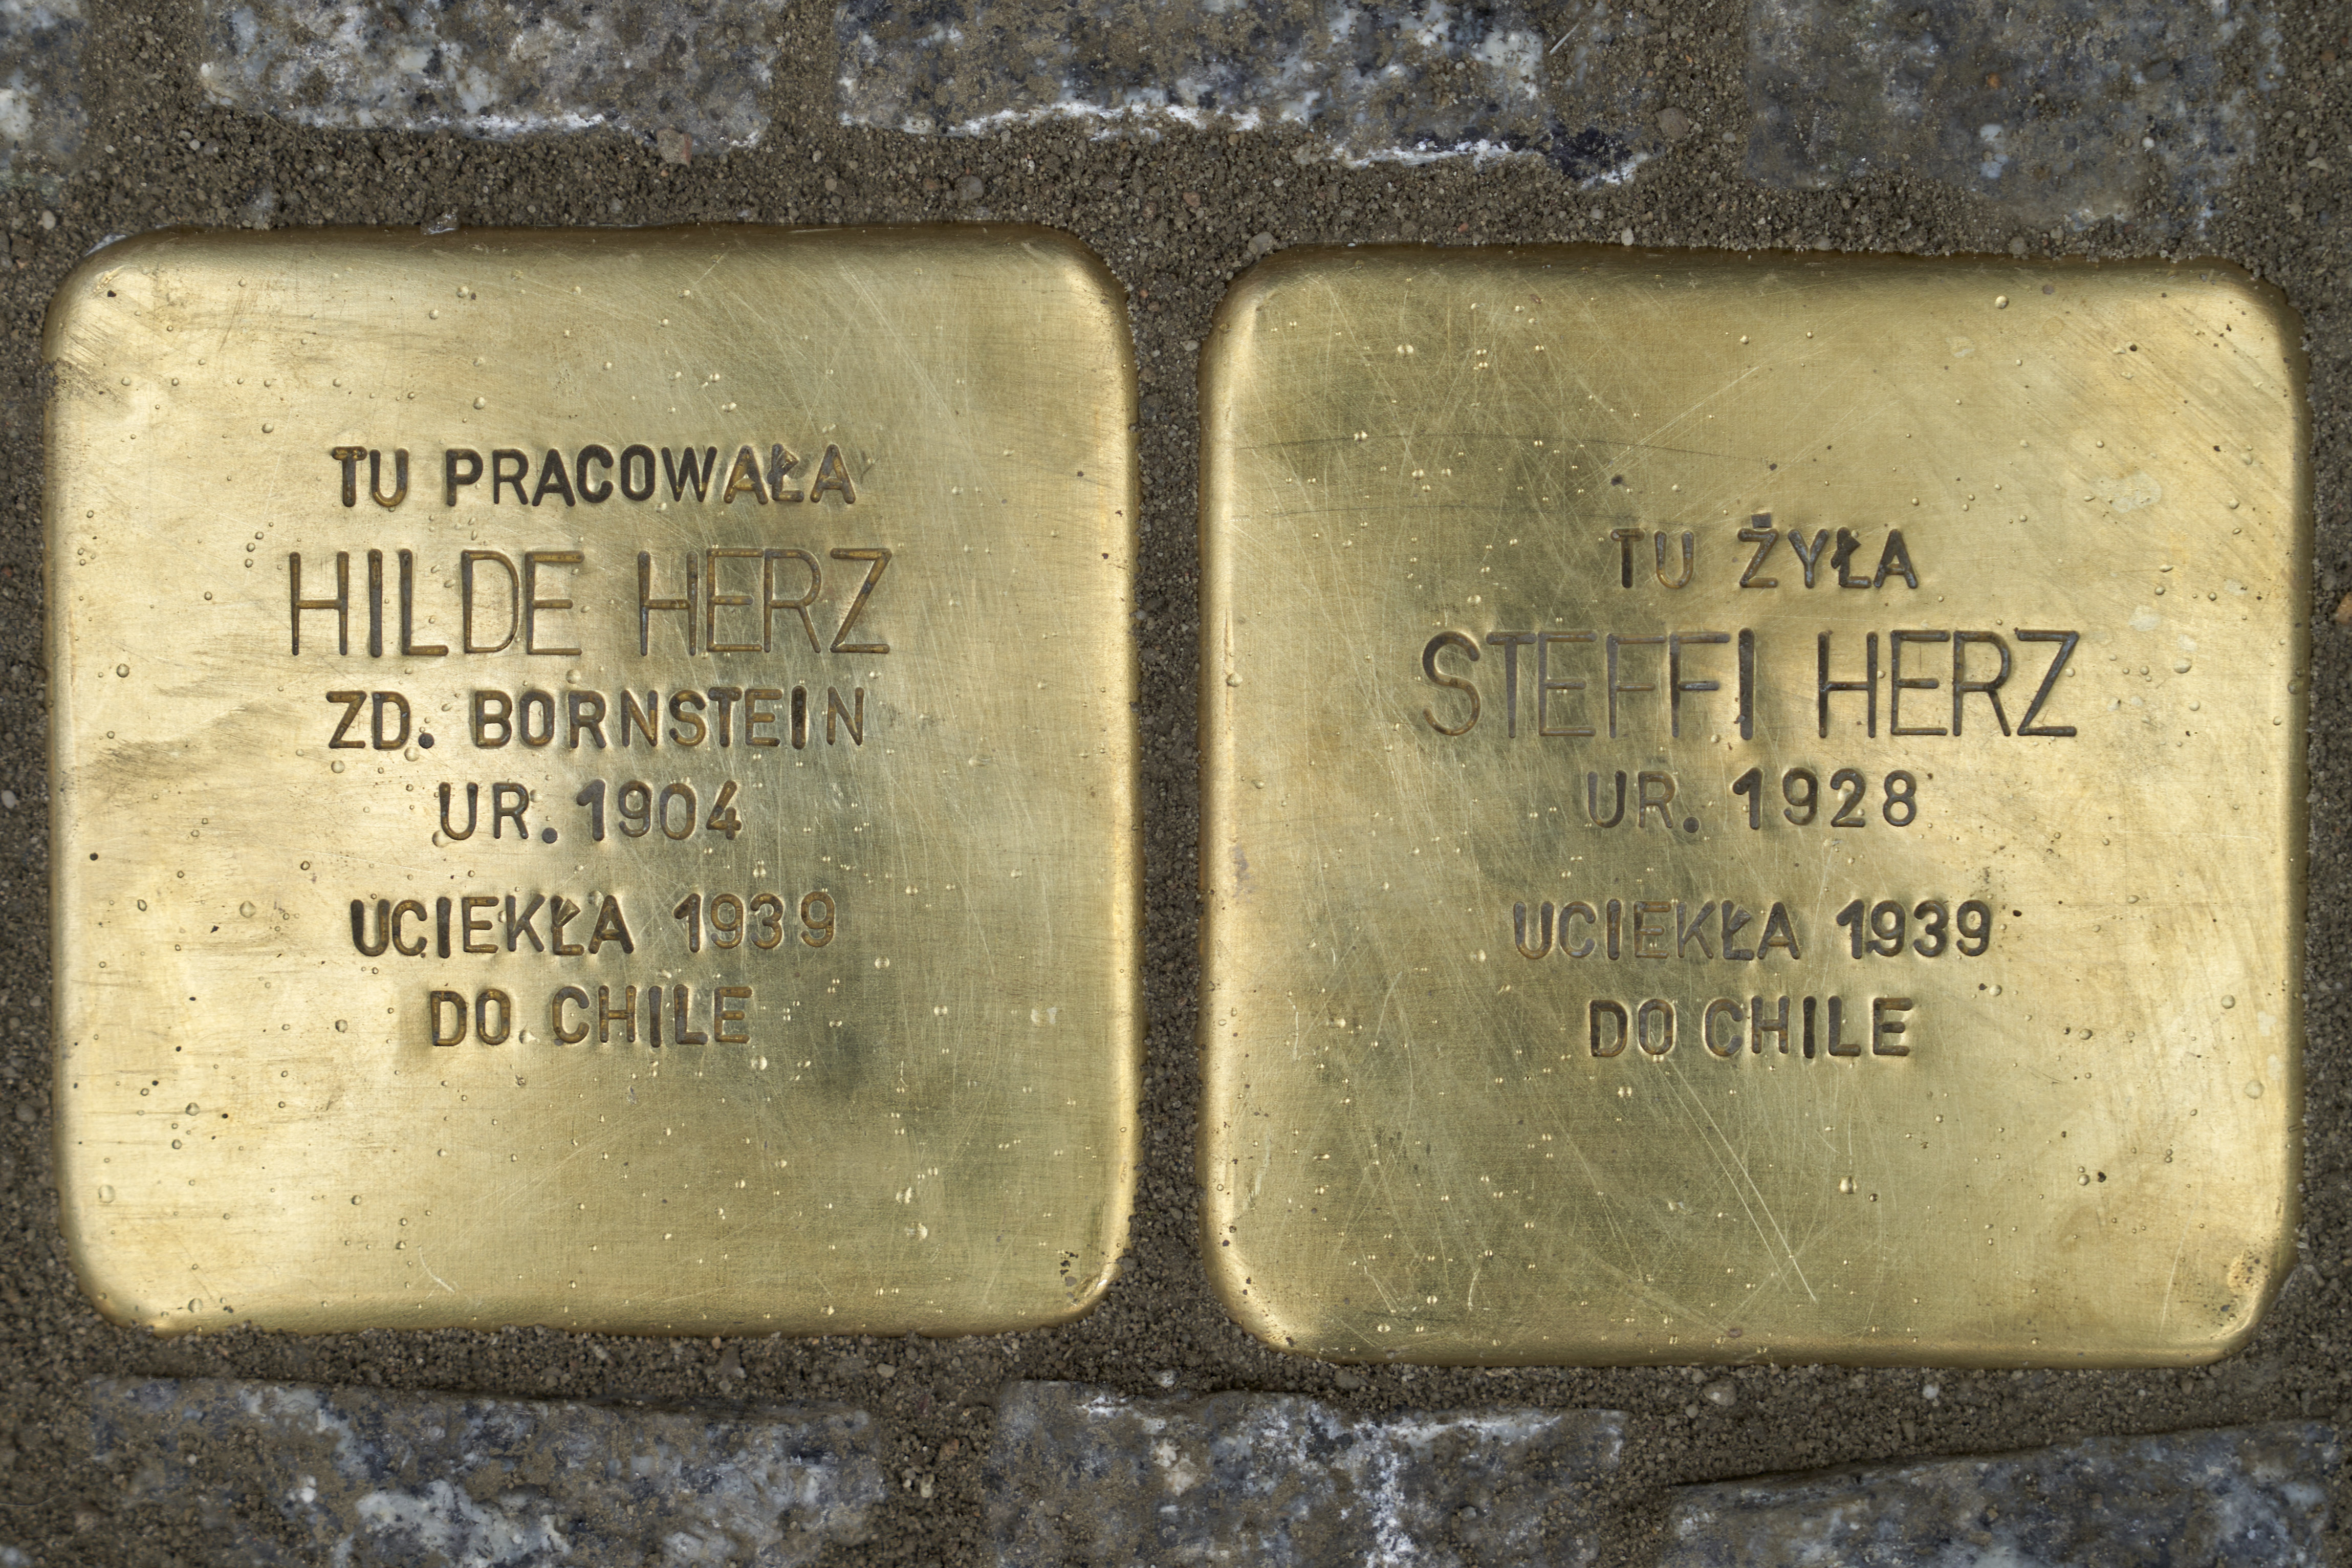 TU PRACOWAŁA
HILDE HERZ
ZD. BORNSTEIN
UR. 1904
UCIEKŁA 1939
DO CHILE
TU ŻYŁA
STEFFI HERZ
UR. 1928
UCIEKŁA 1939
DO CHILE